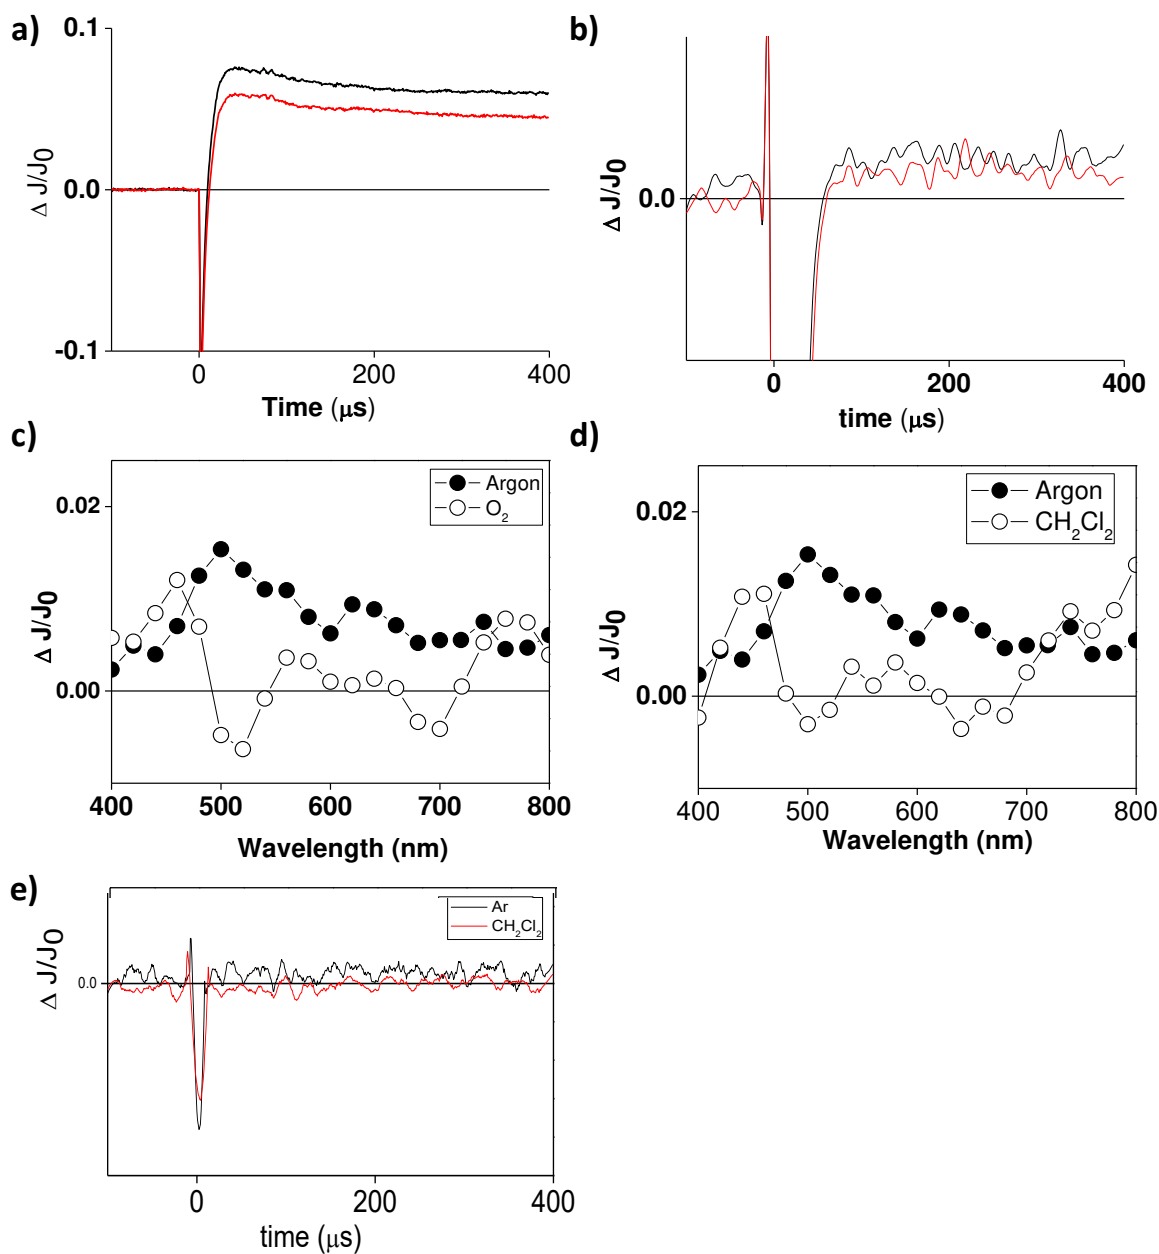 a)
0.1
0.0
-0.1
Δ J/J0
0
200
400
Time (μs)
b)
0.0
Δ J/J0
0
200
400
time (μs)
c)
Argon
O2
0.02
0.00
Δ J/J0
400
500
600
700
800
Wavelength (nm)
d)
Argon
CH2Cl2
0.02
0.00
Δ J/J0
400
500
600
700
800
Wavelength (nm)
e)
Ar
CH2Cl2
0.0
Δ J/J0
0
200
400
time (μs)